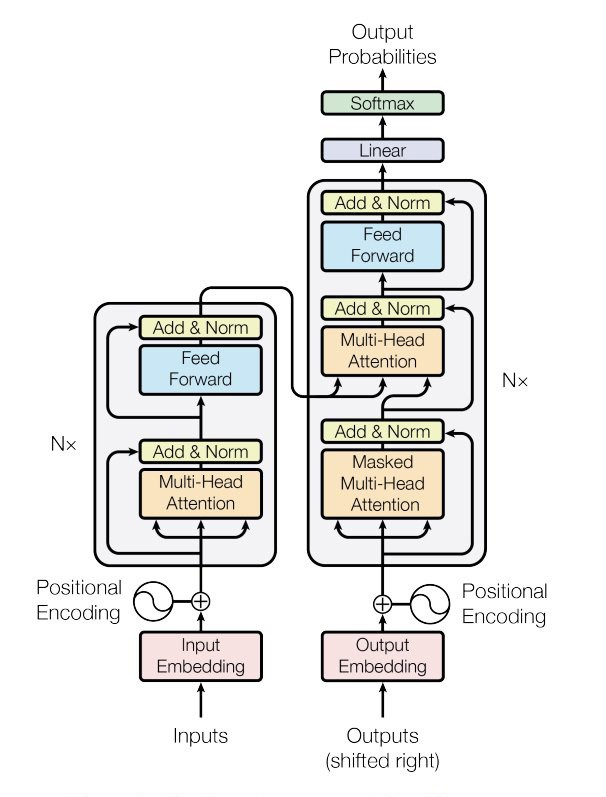 Output
Probabilities
Softmax
Linear
Add & Norm
Feed
Forward
Add & Norm
Multi-Head
Attention
Add & Norm
Masked
Multi-Head
Attention
N×
Positional
Encoding
Output
Embedding
Outputs
(shifted right)
Add & Norm
Feed
Forward
Add & Norm
Multi-Head
Attention
N×
Positional
Encoding
Input
Embedding
Inputs